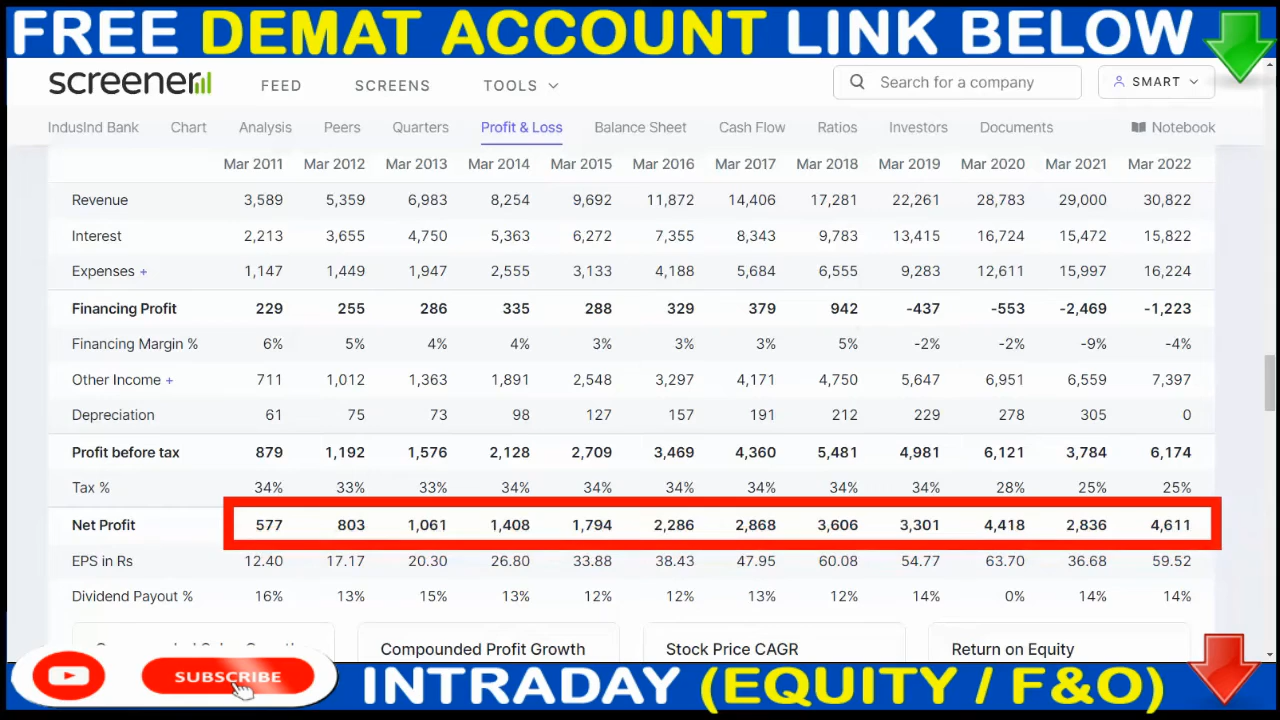 FREE DEMAT ACCOUNT LINK BELOW
screener FEED SCREENS TOOLS Search for a company SMART
IndusInd Bank Chart Analysis Peers Quarters Profit & Loss Balance Sheet Cash Flow Ratios Investors Documents Notebook
Mar 2011 Mar 2012 Mar 2013 Mar 2014 Mar 2015 Mar 2016 Mar 2017 Mar 2018 Mar 2019 Mar 2020 Mar 2021 Mar 2022
Revenue 3,589 5,359 6,983 8,254 9,692 11,872 14,406 17,281 22,261 28,783 29,000 30,822
Interest 2,213 3,655 4,750 5,363 6,272 7,355 8,343 9,783 13,415 16,724 15,472 15,822
Expenses + 1,147 1,449 1,947 2,555 3,133 4,188 5,684 6,555 9,283 12,611 15,997 16,224
Financing Profit 229 255 286 335 288 329 379 942 -437 -553 -2,469 -1,223
Financing Margin % 6% 5% 4% 4% 3% 3% 3% 5% -2% -2% -9% -4%
Other Income + 711 1,012 1,363 1,891 2,548 3,297 4,171 4,750 5,647 6,951 6,559 7,397
Depreciation 61 75 73 98 127 157 191 212 229 278 305 0
Profit before tax 879 1,192 1,576 2,128 2,709 3,469 4,360 5,481 4,981 6,121 3,784 6,174
Tax % 34% 33% 33% 34% 34% 34% 34% 34% 34% 28% 25% 25%
Net Profit 577 803 1,061 1,408 1,794 2,286 2,868 3,606 3,301 4,418 2,836 4,611
EPS in Rs 12.40 17.17 20.30 26.80 33.88 38.43 47.95 60.08 54.77 63.70 36.68 59.52
Dividend Payout % 16% 13% 15% 13% 12% 12% 13% 12% 14% 0% 14% 14%
Compounded Profit Growth Stock Price CAGR Return on Equity
SUBSCRIBE
INTRADAY (EQUITY / F&O)